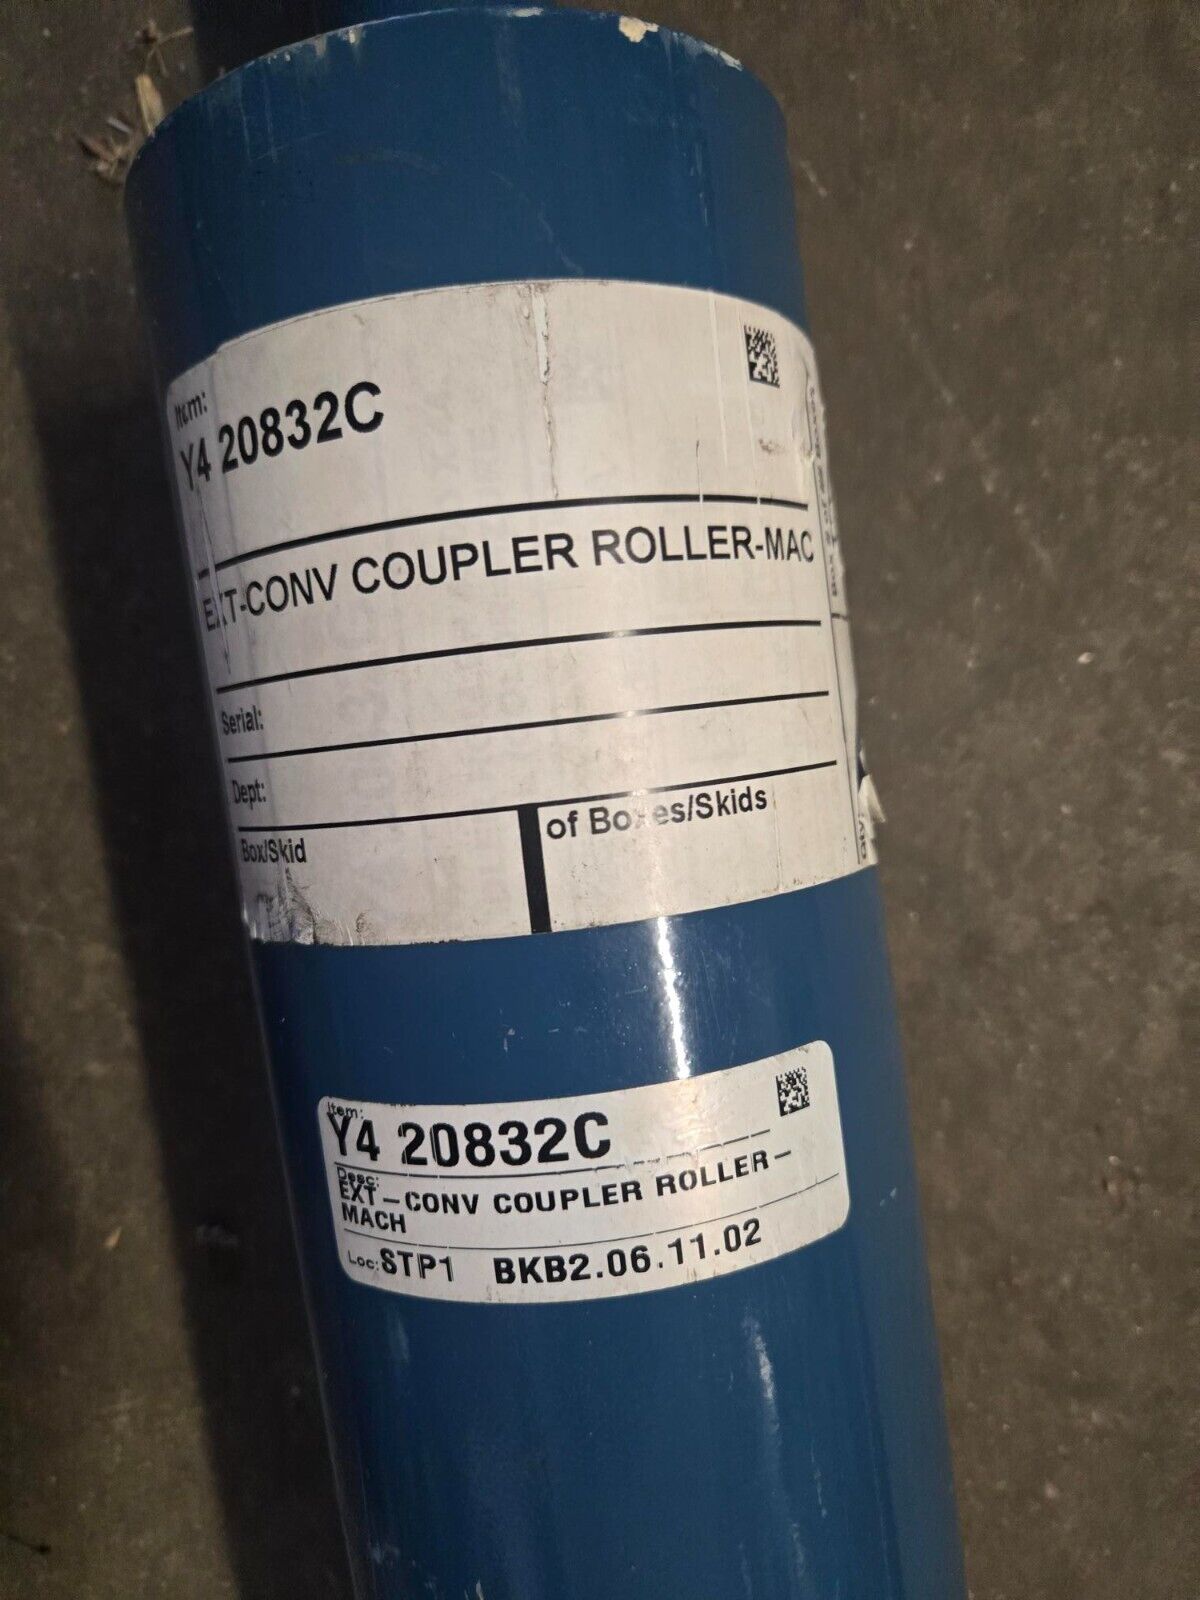 Item:
Y4 20832C
EXT-CONV COUPLER ROLLER-MAC
Serial:
Dept:
Box/Skid
of Boxes/Skids
Item:
Y4 20832C
Desc:
EXT-CONV COUPLER ROLLER-
MACH
Loc: STP1 BKB2.06.11.02